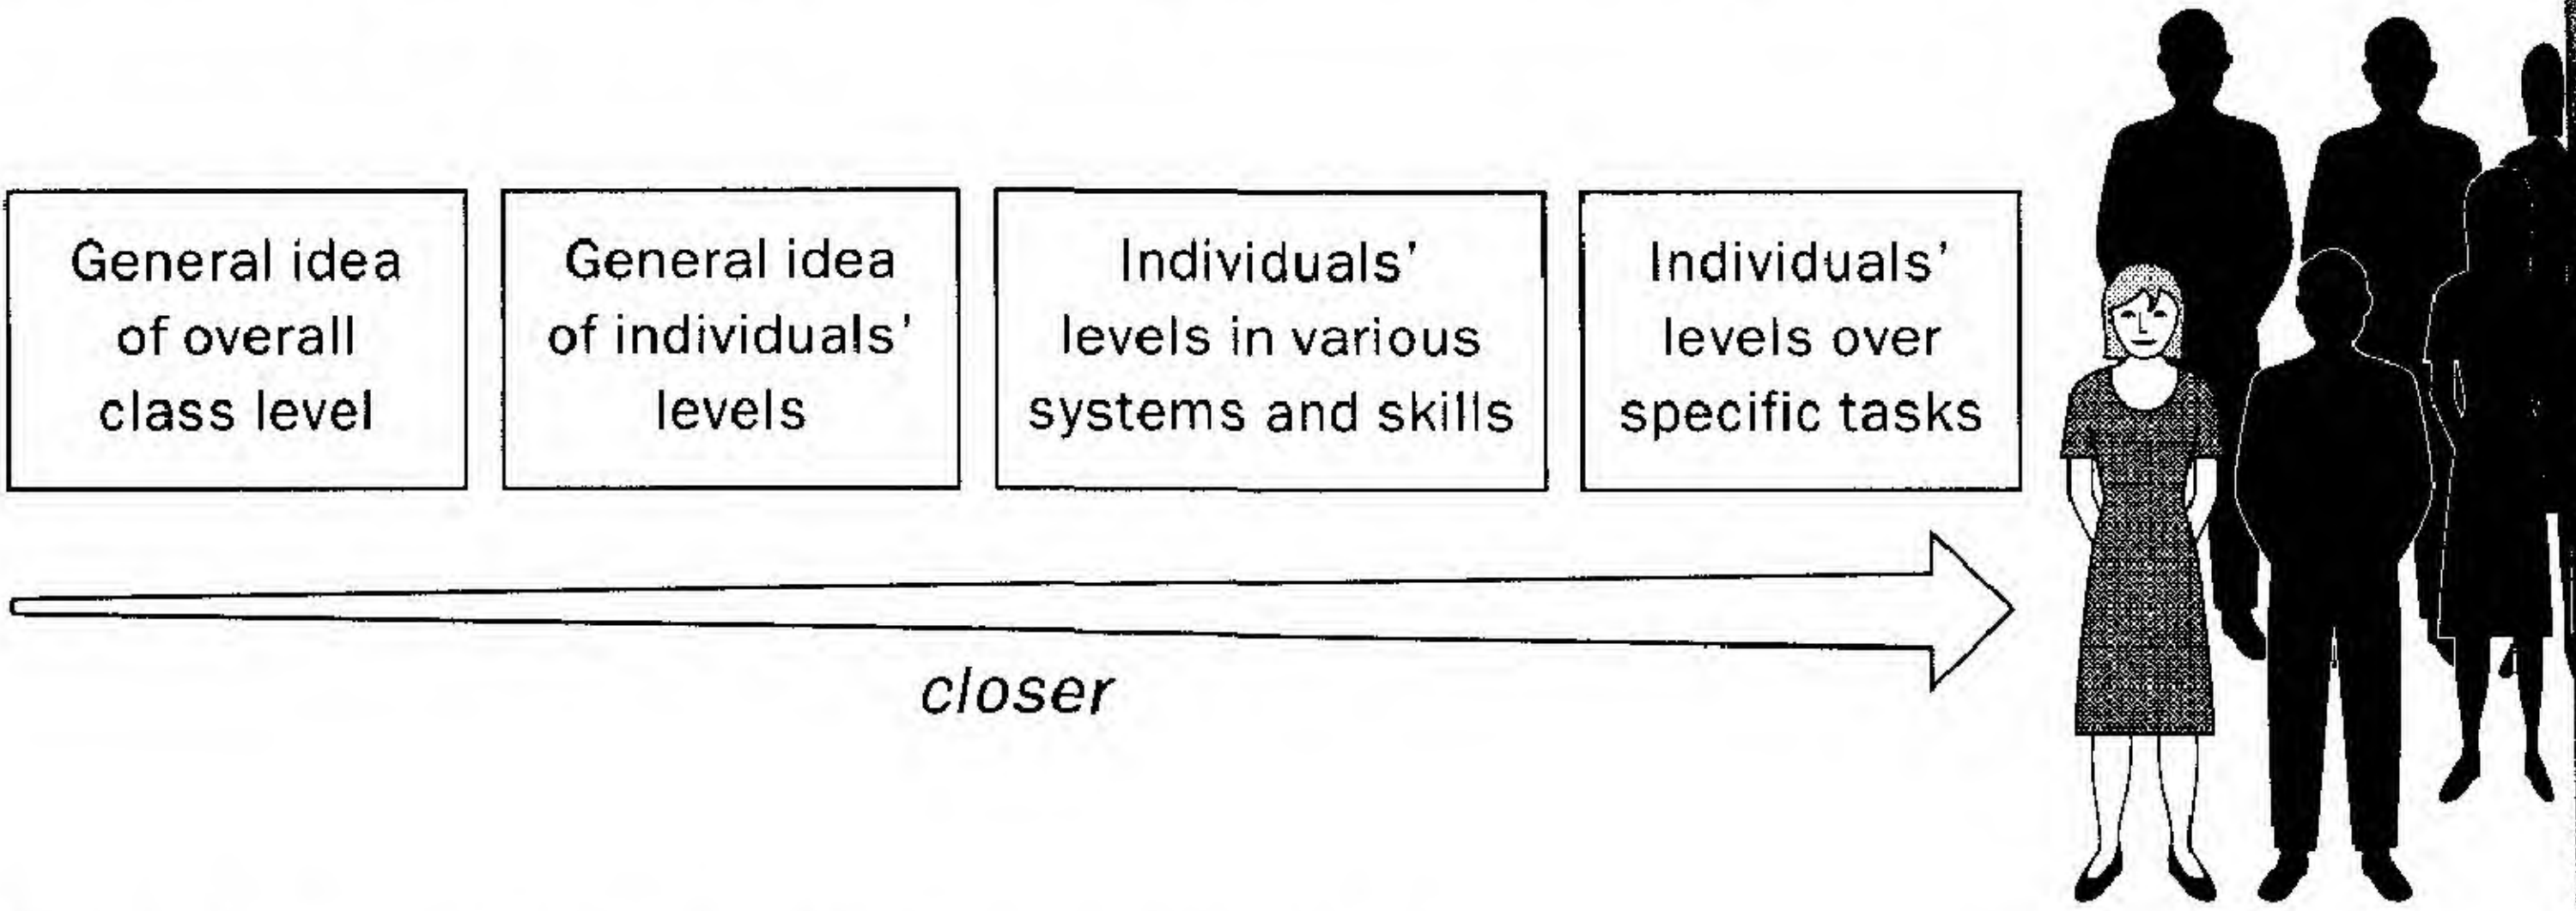 General idea
of overall
class level
General idea
of individuals'
levels
Individuals'
levels in various
systems and skills
Individuals'
levels over
specific tasks
closer